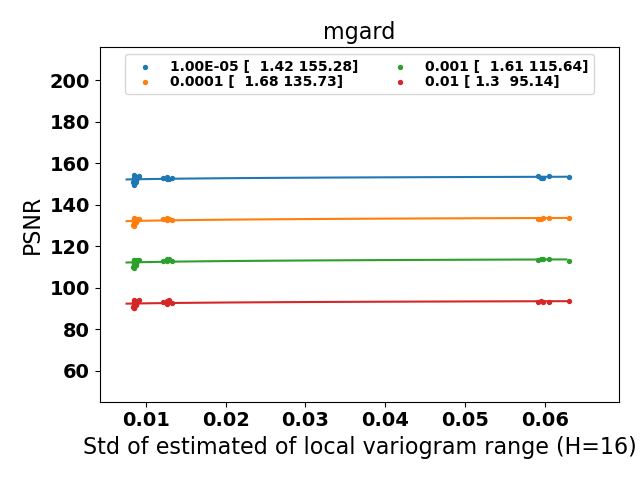 mgard
1.00E-05 [  1.42 155.28]
0.0001 [  1.68 135.73]
0.001 [  1.61 115.64]
0.01 [ 1.3  95.14]
PSNR
200
180
160
140
120
100
80
60
0.01 0.02 0.03 0.04 0.05 0.06
Std of estimated of local variogram range (H=16)